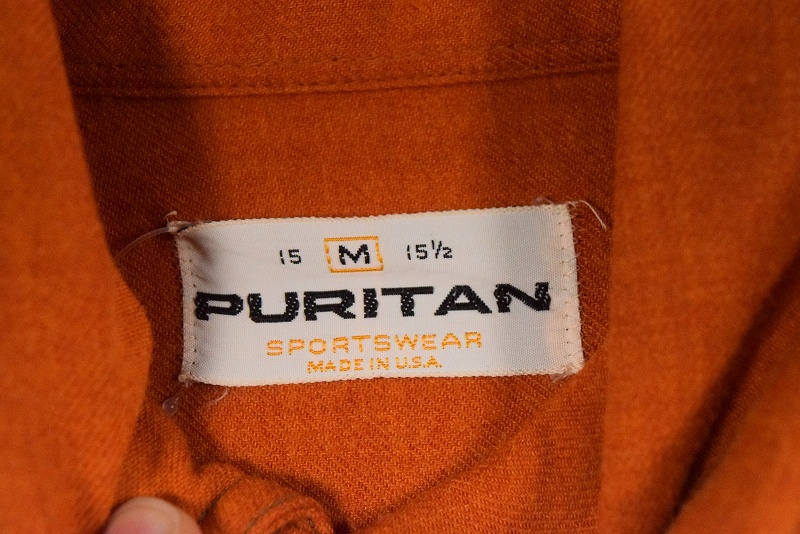 15 M 15½
PURITAN
SPORTSWEAR
MADE IN U.S.A.